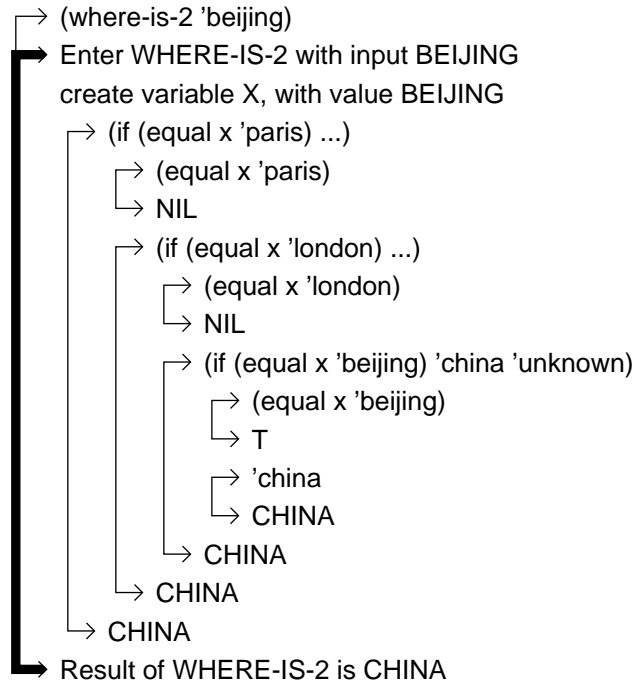 (where-is-2 ’beijing)
Enter WHERE-IS-2 with input BEIJING
create variable X, with value BEIJING
(if (equal x ’paris) ...)
(equal x ’paris)
NIL
(if (equal x ’london) ...)
(equal x ’london)
NIL
(if (equal x ’beijing) ’china ’unknown)
(equal x ’beijing)
T
’china
CHINA
CHINA
CHINA
CHINA
Result of WHERE-IS-2 is CHINA